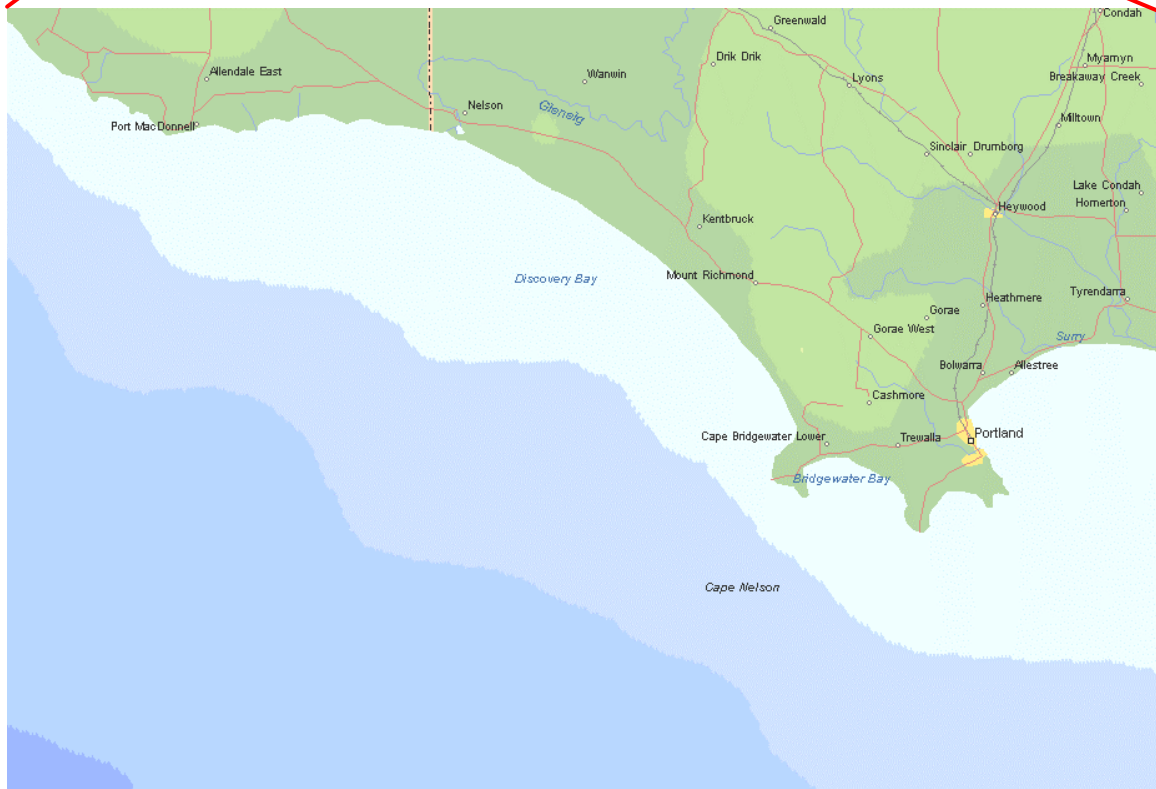 Greenwald
Condah
Drik Drik
Myamyn
Allendale East
Wanwin
Lyons
Breakaway Creek
Nelson
Glenelg
Port MacDonnell
Milltown
Sinclair Drumborg
Lake Condah
Heywood
Homerton
Kentbruck
Discovery Bay
Mount Richmond
Tyrendarra
Heathmere
Gorae
Gorae West
Surry
Bolwarra
Allestree
Cashmore
Cape Bridgewater Lower
Trewalla
Portland
Bridgewater Bay
Cape Nelson